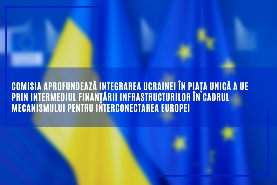 COMISIA APROFUNDEAZĂ INTEGRAREA UCRAINEI ÎN PIAȚA UNICĂ A UE
PRIN INTERMEDIUL FINANȚĂRII INFRASTRUCTURILOR ÎN CADRUL
MECANISMULUI PENTRU INTERCONECTAREA EUROPEI